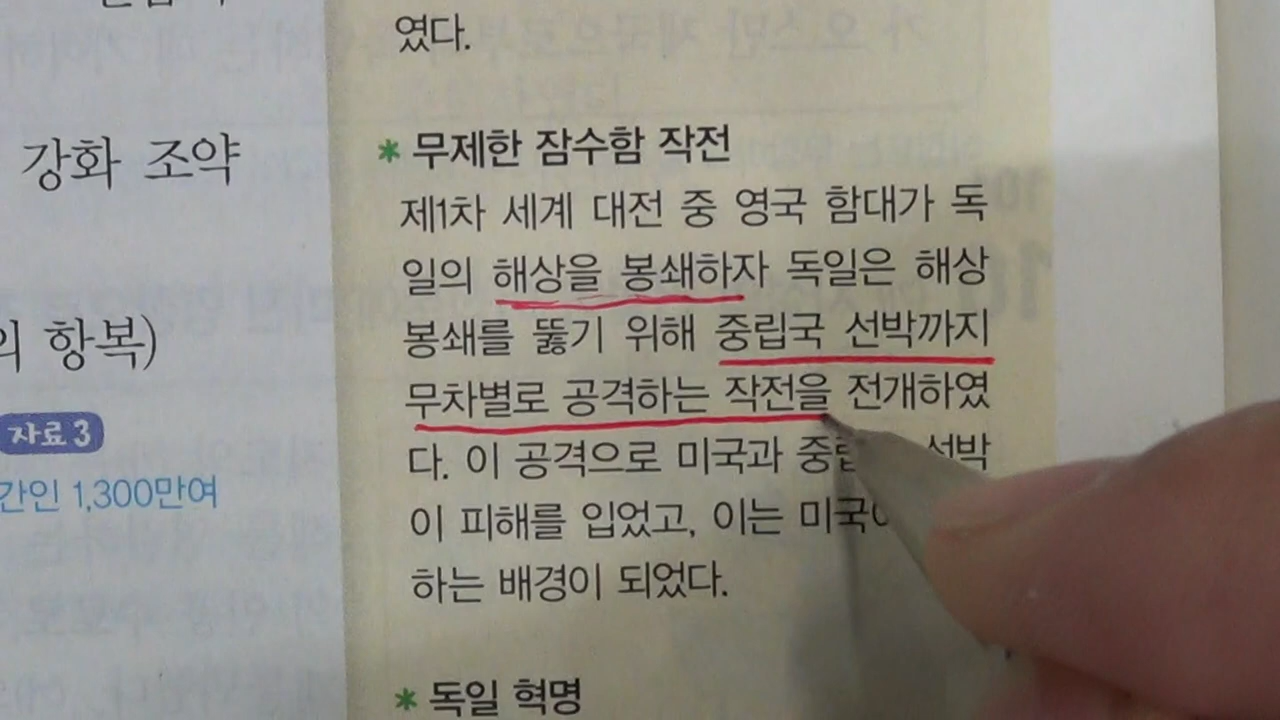 강화 조약
의 항복)
자료 3
간인 1,300만여
였다.
* 무제한 잠수함 작전
제1차 세계 대전 중 영국 함대가 독
일의 해상을 봉쇄하자 독일은 해상
봉쇄를 뚫기 위해 중립국 선박까지
무차별로 공격하는 작전을 전개하였
다. 이 공격으로 미국과 선박
이 피해를 입었고, 이는
하는 배경이 되었다.
* 독일 혁명